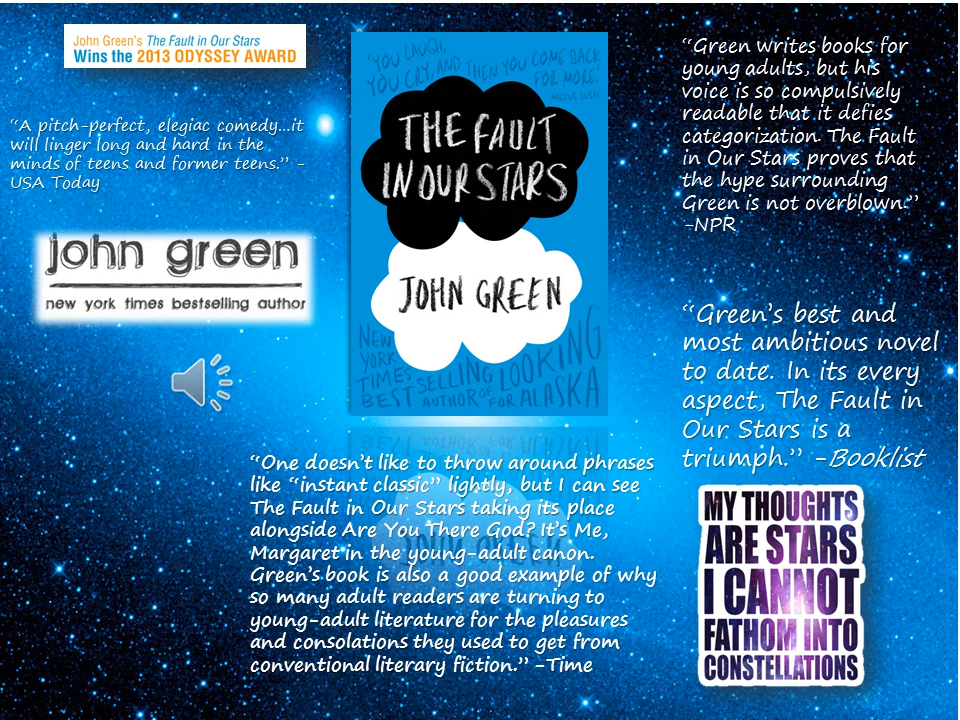 John Green's The Fault in Our Stars
Wins the 2013 ODYSSEY AWARD
“A pitch-perfect, elegiac comedy...it
will linger long and hard in the
minds of teens and former teens.” -
USA Today
john green
new york times bestselling author
“YOU LAUGH,
YOU CRY, AND THEN YOU COME BACK
FOR MORE.”
MARKUS ZUSAK
THE FAULT
IN OUR STARS
JOHN GREEN
NEW
YORK
TIMES
BEST
SELLING
AUTHOR OF
LOOKING
FOR ALASKA
“Green writes books for
young adults, but his
voice is so compulsively
readable that it defies
categorization. The Fault
in Our Stars proves that
the hype surrounding
Green is not overblown.”
-NPR
“Green’s best and
most ambitious novel
to date. In its every
aspect, The Fault in
Our Stars is a
triumph.” -Booklist
“One doesn’t like to throw around phrases
like “instant classic” lightly, but I can see
The Fault in Our Stars taking its place
alongside Are You There God? It’s Me,
Margaret in the young-adult canon.
Green’s book is also a good example of why
so many adult readers are turning to
young-adult literature for the pleasures
and consolations they used to get from
conventional literary fiction.” -Time
MY THOUGHTS
ARE STARS
I CANNOT
FATHOM INTO
CONSTELLATIONS